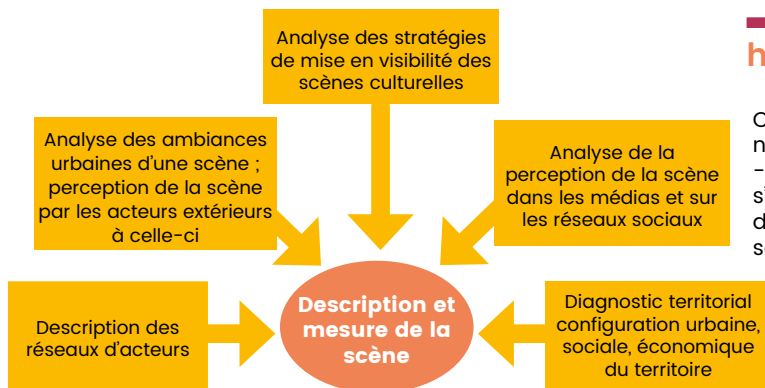 Analyse des stratégies
de mise en visibilité des
scènes culturelles
Analyse des ambiances
urbaines d'une scène ;
perception de la scène
par les acteurs extérieurs
à celle-ci
Analyse de la
perception de la scène
dans les médias et sur
les réseaux sociaux
Description des
réseaux d'acteurs
Description et
mesure de la
scène
Diagnostic territorial
configuration urbaine,
sociale, économique
du territoire